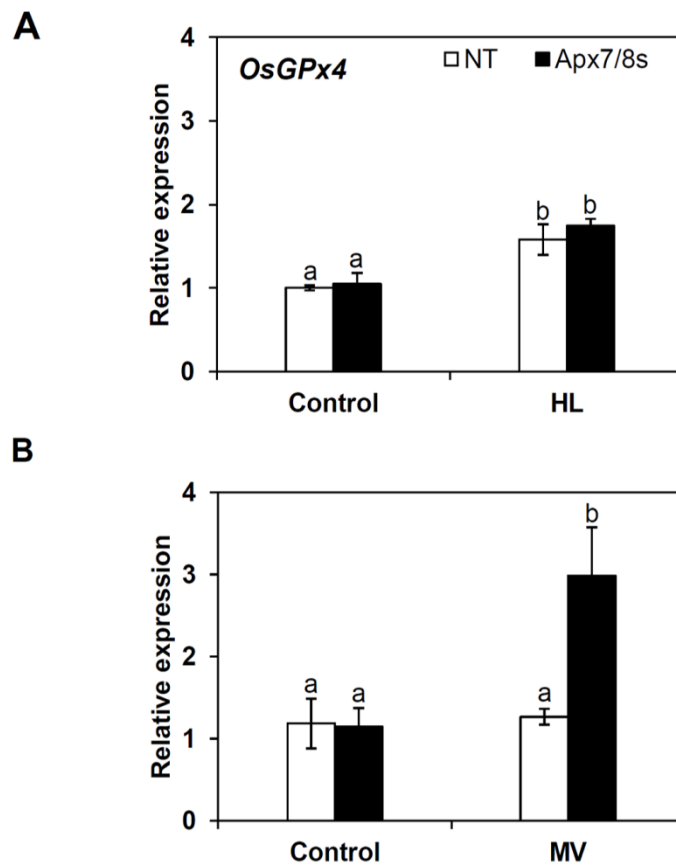 A
4
OsGPx4
NT
Apx7/8s
3
Relative expression
2
b
b
a
a
1
0
Control
HL
B
4
b
3
Relative expression
2
a
a
a
1
0
Control
MV